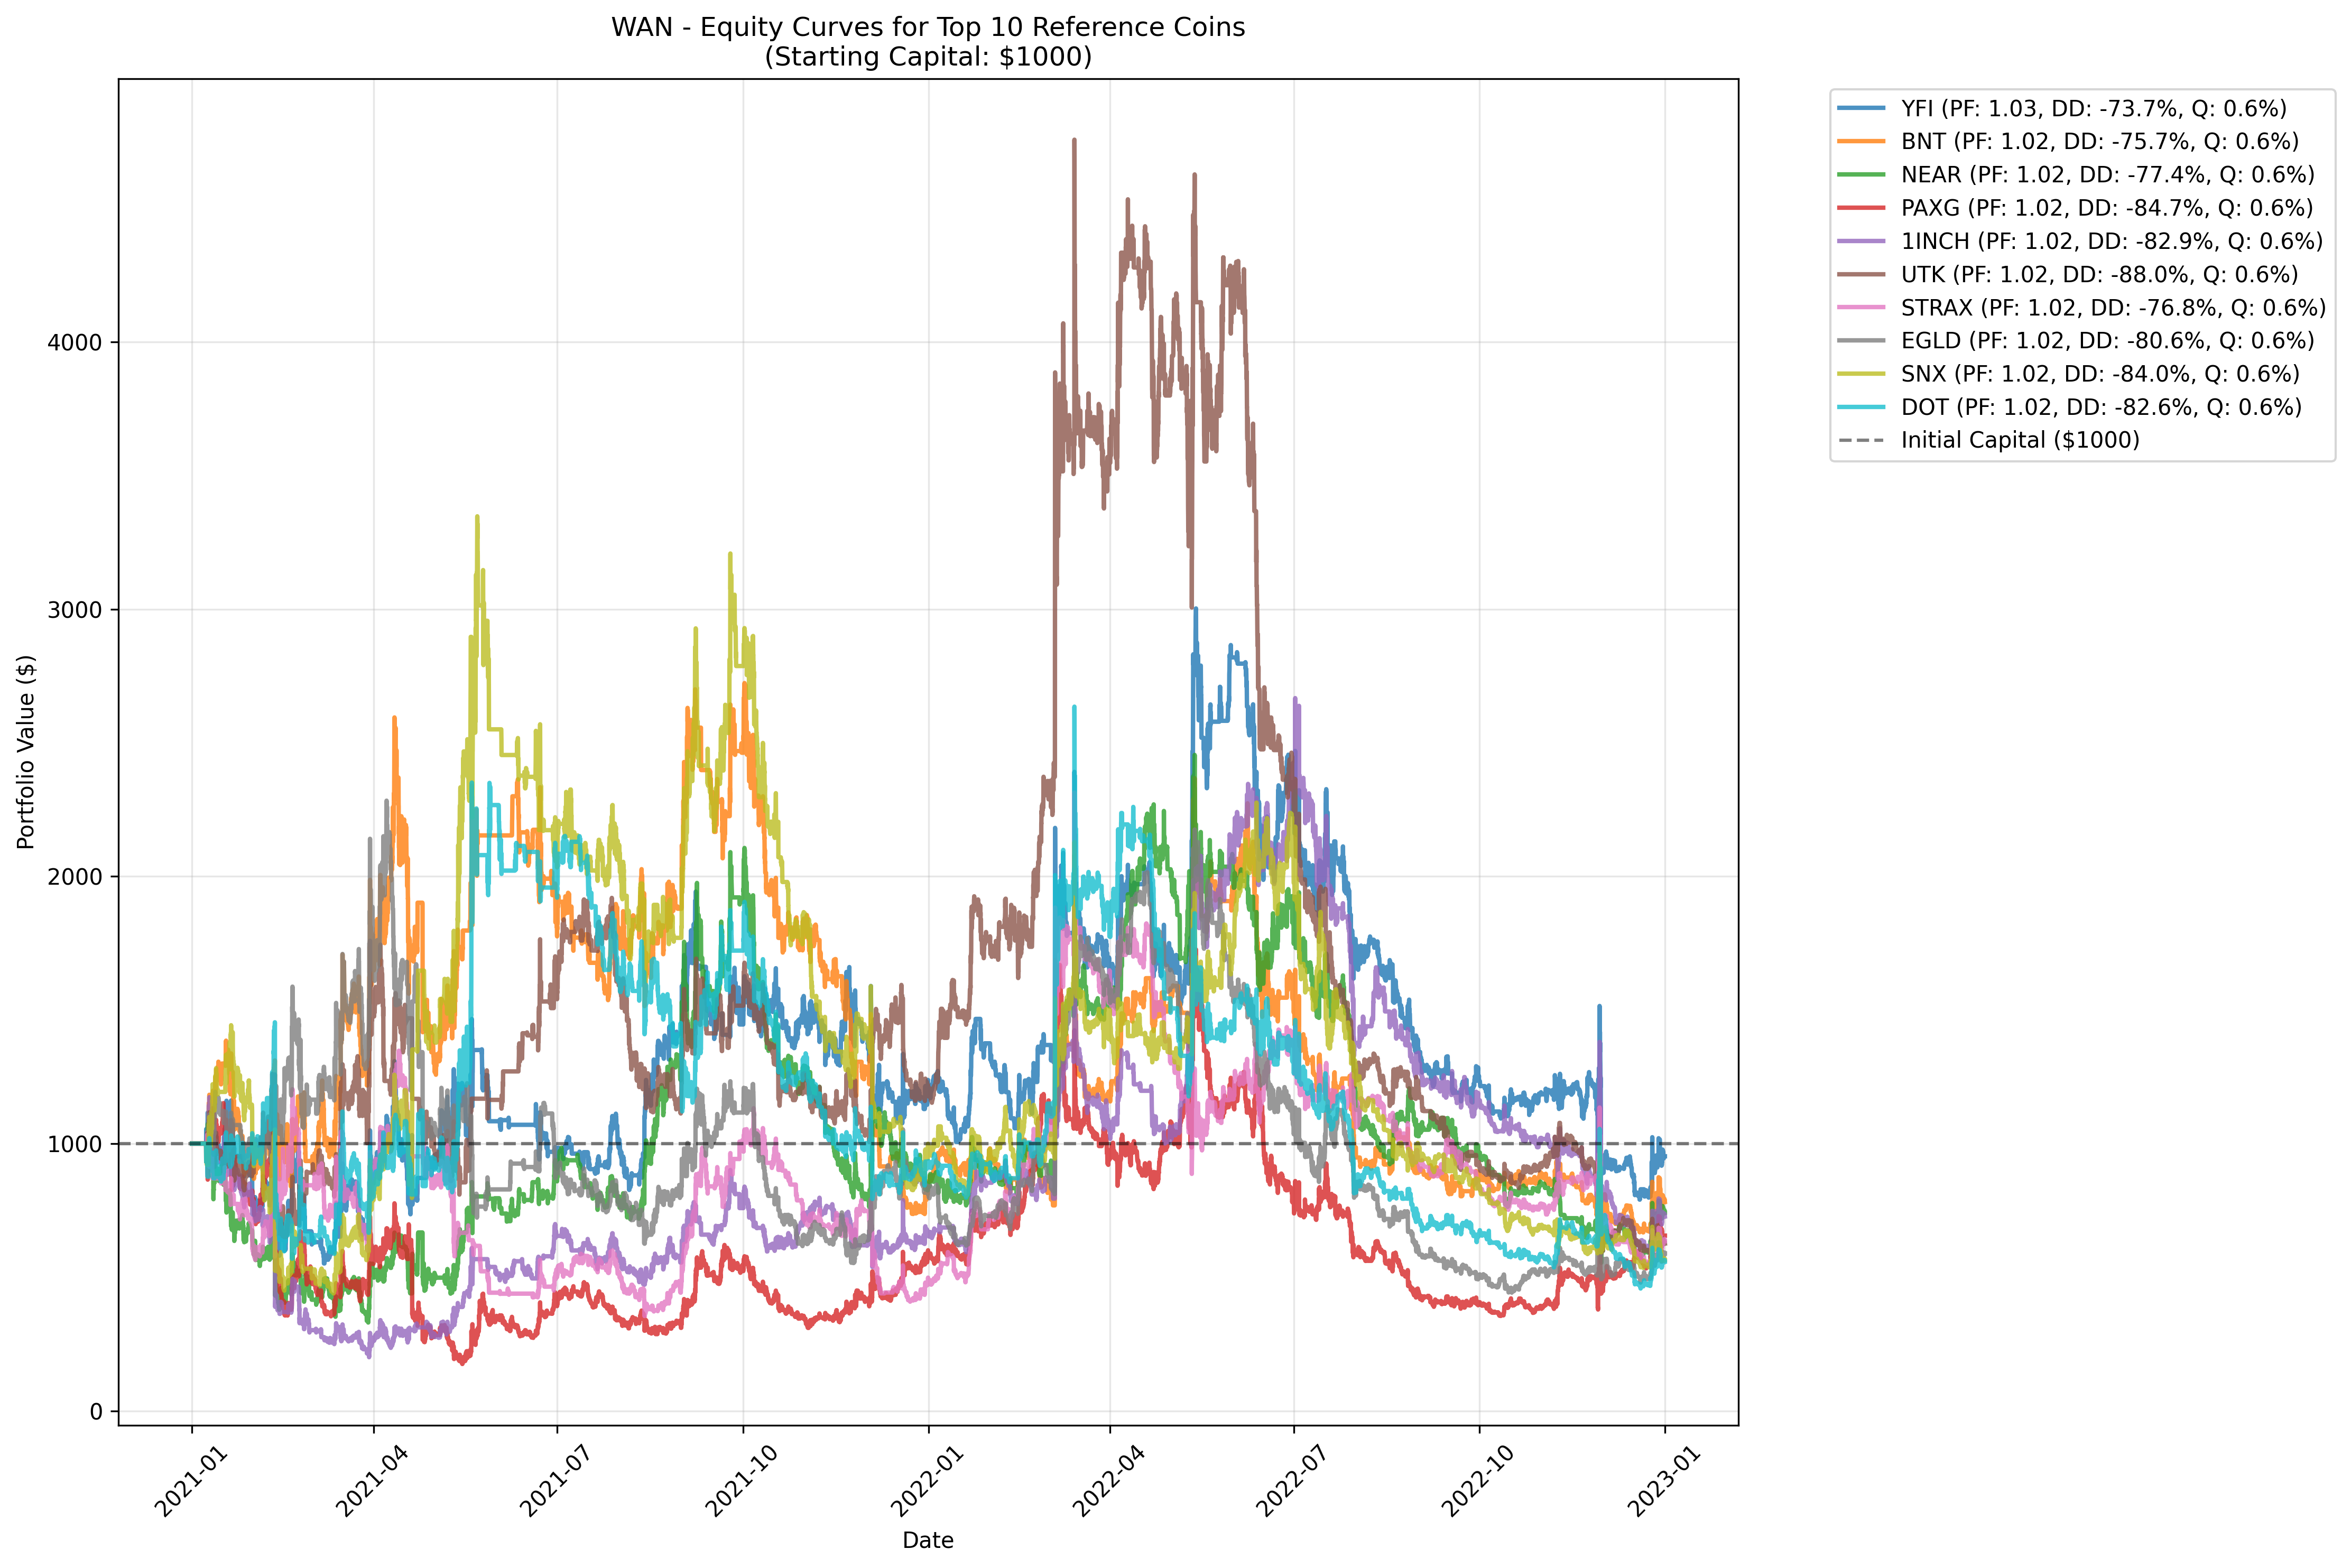 WAN - Equity Curves for Top 10 Reference Coins
(Starting Capital: $1000)
YFI (PF: 1.03, DD: -73.7%, Q: 0.6%)
BNT (PF: 1.02, DD: -75.7%, Q: 0.6%)
NEAR (PF: 1.02, DD: -77.4%, Q: 0.6%)
PAXG (PF: 1.02, DD: -84.7%, Q: 0.6%)
1INCH (PF: 1.02, DD: -82.9%, Q: 0.6%)
UTK (PF: 1.02, DD: -88.0%, Q: 0.6%)
STRAX (PF: 1.02, DD: -76.8%, Q: 0.6%)
EGLD (PF: 1.02, DD: -80.6%, Q: 0.6%)
SNX (PF: 1.02, DD: -84.0%, Q: 0.6%)
DOT (PF: 1.02, DD: -82.6%, Q: 0.6%)
Initial Capital ($1000)
Portfolio Value ($)
4000
3000
2000
1000
0
2021-01
2021-04
2021-07
2021-10
2022-01
2022-04
2022-07
2022-10
2023-01
Date